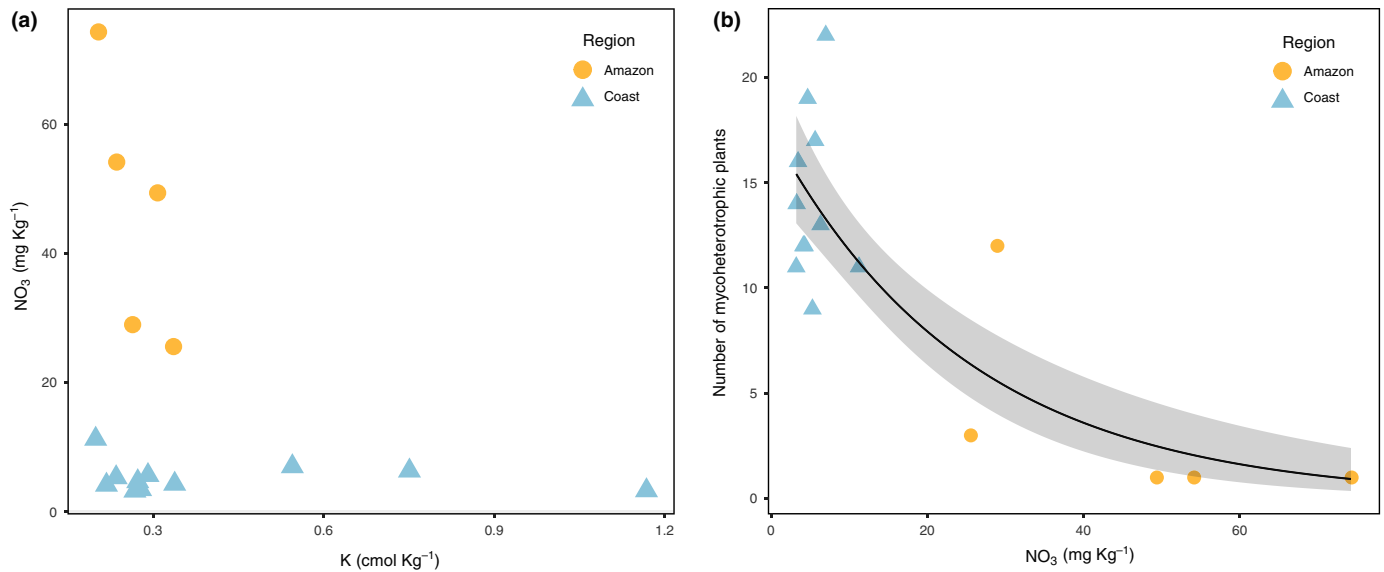 (a)
NO₃ (mg Kg⁻¹)
60
40
20
0
0.3
0.6
0.9
1.2
K (cmol Kg⁻¹)
Region
Amazon
Coast
(b)
Number of mycoheterotrophic plants
20
15
10
5
0
0
20
40
60
NO₃ (mg Kg⁻¹)
Region
Amazon
Coast